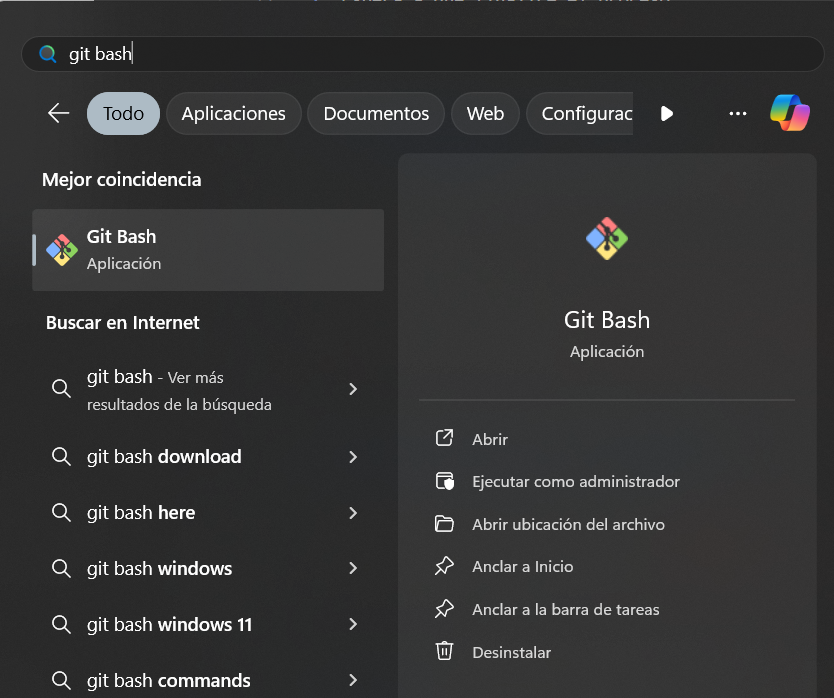 git bash
Todo
Aplicaciones
Documentos
Web
Configurac
Mejor coincidencia
Git Bash
Aplicación
Buscar en Internet
git bash - Ver más
resultados de la búsqueda
git bash download
git bash here
git bash windows
git bash windows 11
git bash commands
Git Bash
Aplicación
Abrir
Ejecutar como administrador
Abrir ubicación del archivo
Anclar a Inicio
Anclar a la barra de tareas
Desinstalar